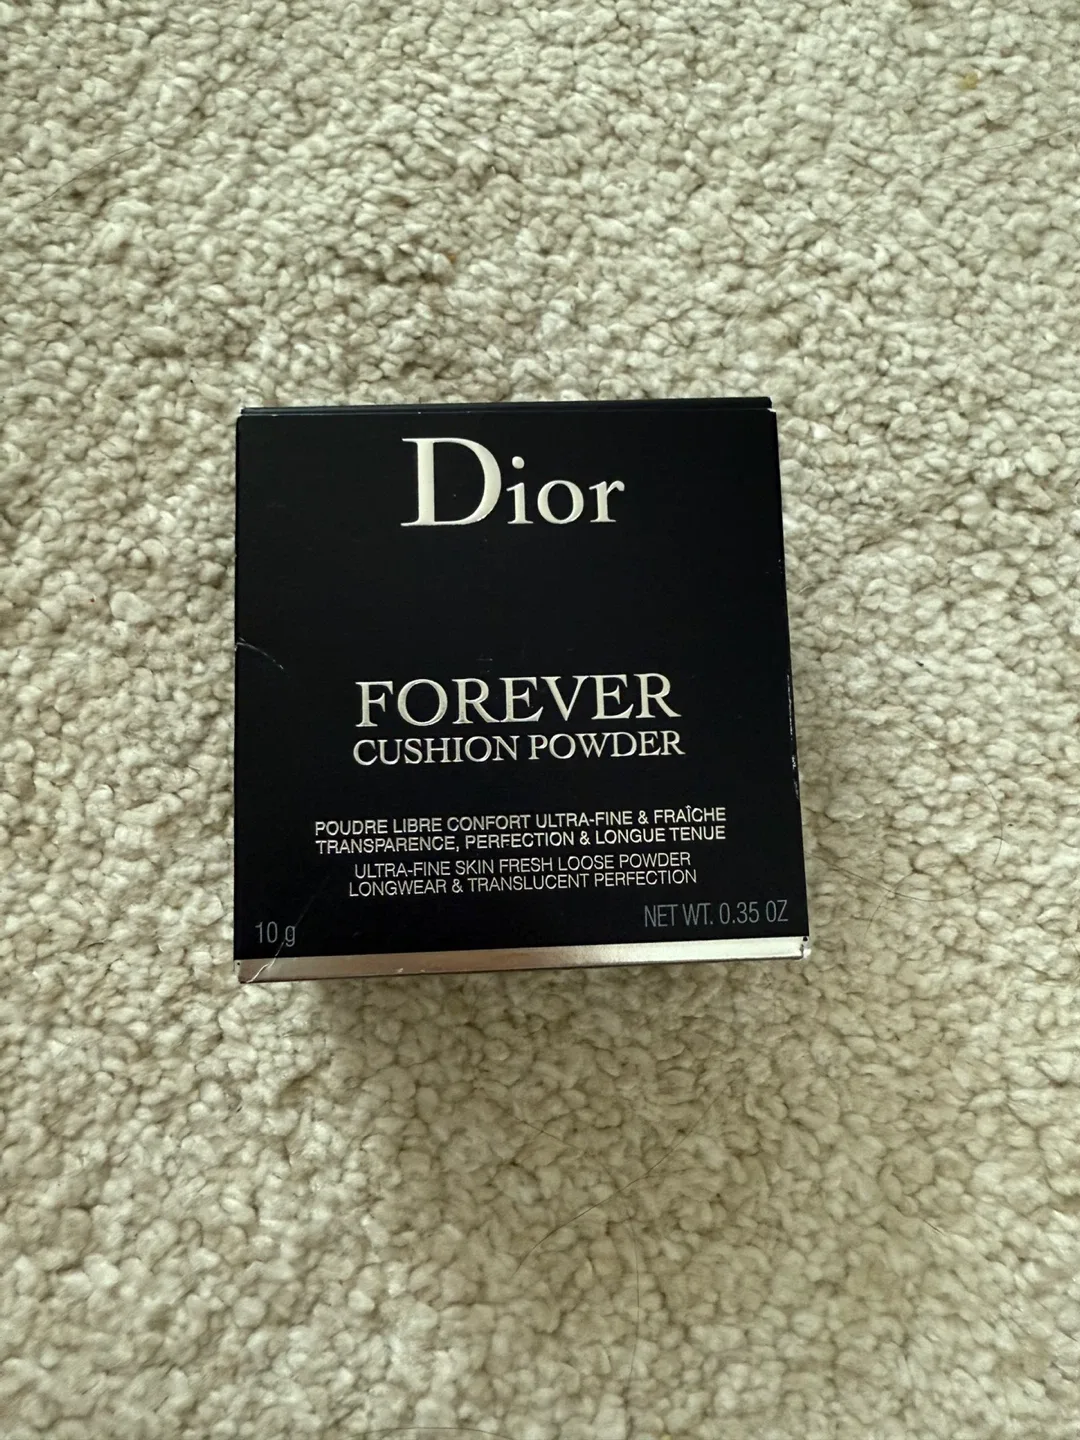 Dior
FOREVER
CUSHION POWDER
POUDRE LIBRE CONFORT ULTRA-FINE & FRAÎCHE
TRANSPARENCE, PERFECTION & LONGUE TENUE
ULTRA-FINE SKIN FRESH LOOSE POWDER
LONGWEAR & TRANSLUCENT PERFECTION
10 g
NET WT. 0.35 OZ